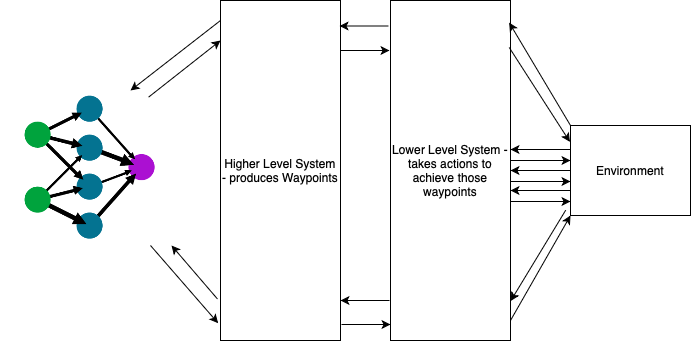 Higher Level System
- produces Waypoints
Lower Level System -
takes actions to
achieve those
waypoints
Environment